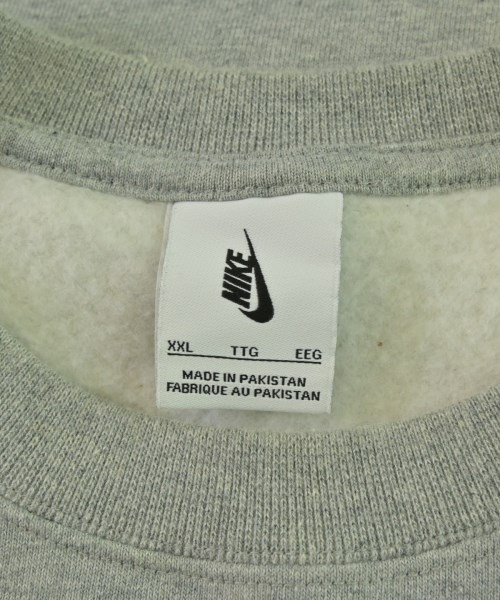 NIKE
XXL TTG EEG
MADE IN PAKISTAN
FABRIQUE AU PAKISTAN